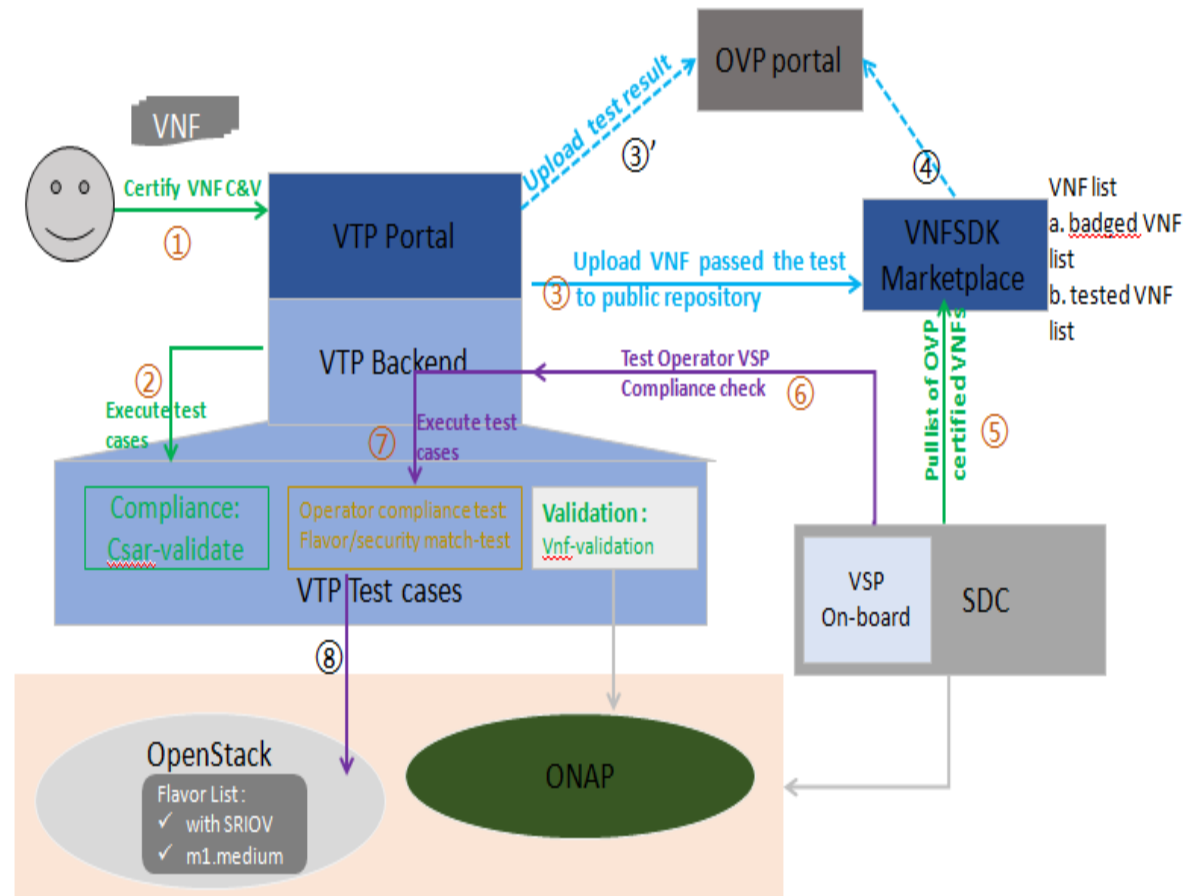 OVP portal
VNF
Upload test result
③’
④
Certify VNF C&V
①
VTP Portal
VNFSDK
Marketplace
VNF list
a. badged VNF
list
b. tested VNF
list
Upload VNF passed the test
③
to public repository
VTP Backend
②
Execute test
cases
Test Operator VSP
Compliance check
⑥
Pull list of OVP
certified VNFs
⑤
⑦
Execute test
cases
Compliance:
Csar-validate
Operator compliance test
Flavor/security match-test
Validation :
Vnf-validation
VTP Test cases
VSP
On-board
SDC
⑧
OpenStack
Flavor List :
✓ with SRIOV
✓ m1.medium
ONAP